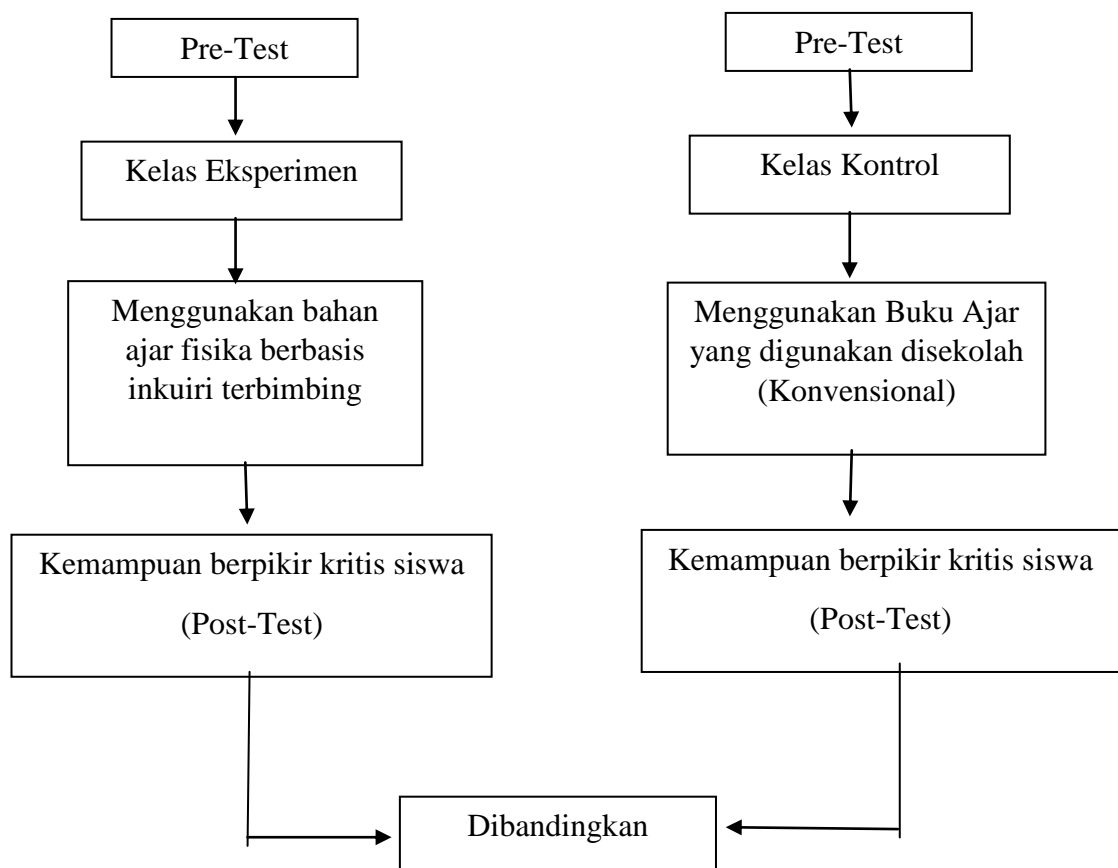 Pre-Test
Kelas Eksperimen
Menggunakan bahan
ajar fisika berbasis
inkuiri terbimbing
Kemampuan berpikir kritis siswa
(Post-Test)
Pre-Test
Kelas Kontrol
Menggunakan Buku Ajar
yang digunakan disekolah
(Konvensional)
Kemampuan berpikir kritis siswa
(Post-Test)
Dibandingkan